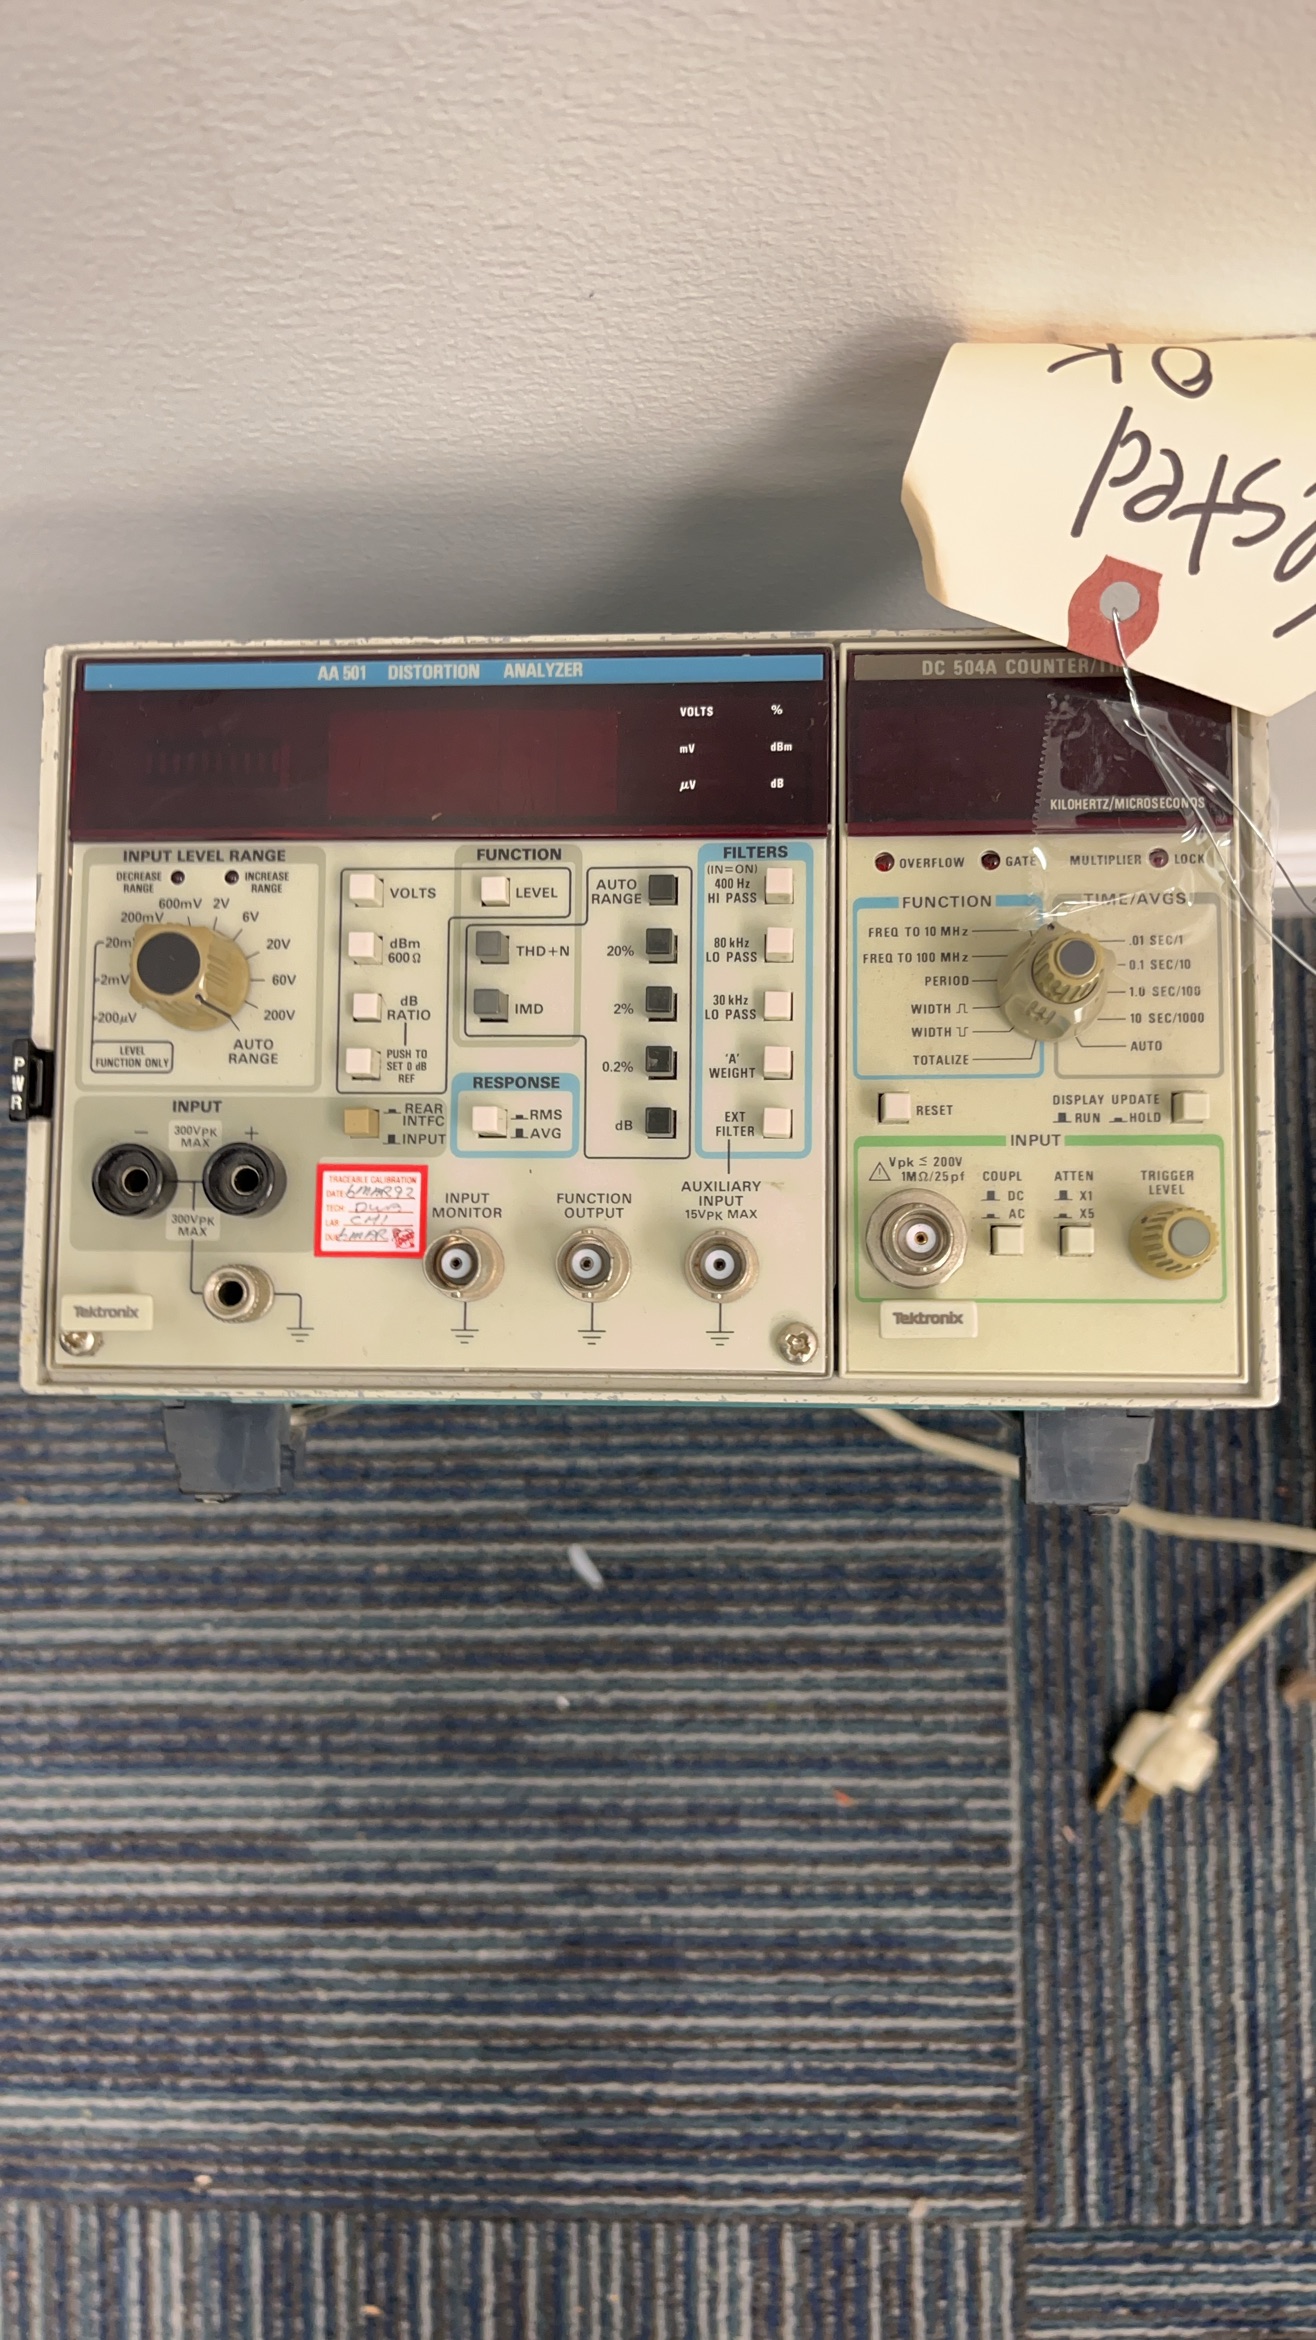 OK
AA 501 DISTORTION ANALYZER
VOLTS %
mV dBm
µV dB
DC 504A COUNTER/
KILOHERTZ/MICROSECONDS
INPUT LEVEL RANGE
DECREASE RANGE
INCREASE RANGE
200µV
2mV
20m
200mV
600mV
2V
6V
20V
60V
200V
AUTO RANGE
LEVEL
FUNCTION ONLY
PWR
VOLTS
dBm
600 Ω
dB
RATIO
PUSH TO
SET 0 dB
REF
REAR
INTFC
INPUT
FUNCTION
LEVEL
THD+N
IMD
RESPONSE
RMS
AVG
AUTO
RANGE
20%
2%
0.2%
dB
FILTERS
(IN=ON)
400 Hz
HI PASS
80 kHz
LO PASS
30 kHz
LO PASS
'A'
WEIGHT
EXT
FILTER
INPUT
300VPK
MAX
− +
300VPK
MAX
TRACEABLE CALIBRATION
DATE
TECH
LAB
INPUT
MONITOR
FUNCTION
OUTPUT
AUXILIARY
INPUT
15VPK MAX
Tektronix
OVERFLOW GATE MULTIPLIER LOCK
FUNCTION
FREQ TO 10 MHz
FREQ TO 100 MHz
PERIOD
WIDTH
WIDTH
TOTALIZE
TIME/AVGS
.01 SEC/1
0.1 SEC/10
1.0 SEC/100
10 SEC/1000
AUTO
RESET
DISPLAY UPDATE
RUN HOLD
INPUT
Vpk ≤ 200V
1MΩ/25pf
COUPL
DC
AC
ATTEN
X1
X5
TRIGGER
LEVEL
Tektronix